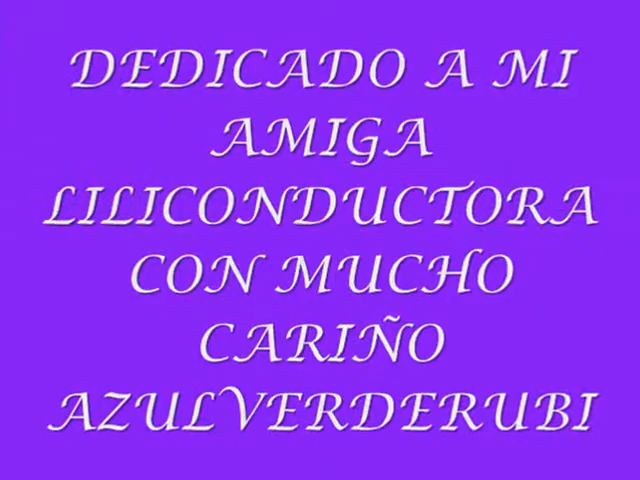 DEDICADO A MI
AMIGA
LILICONDUCTORA
CON MUCHO
CARIÑO
AZULVERDERUBI